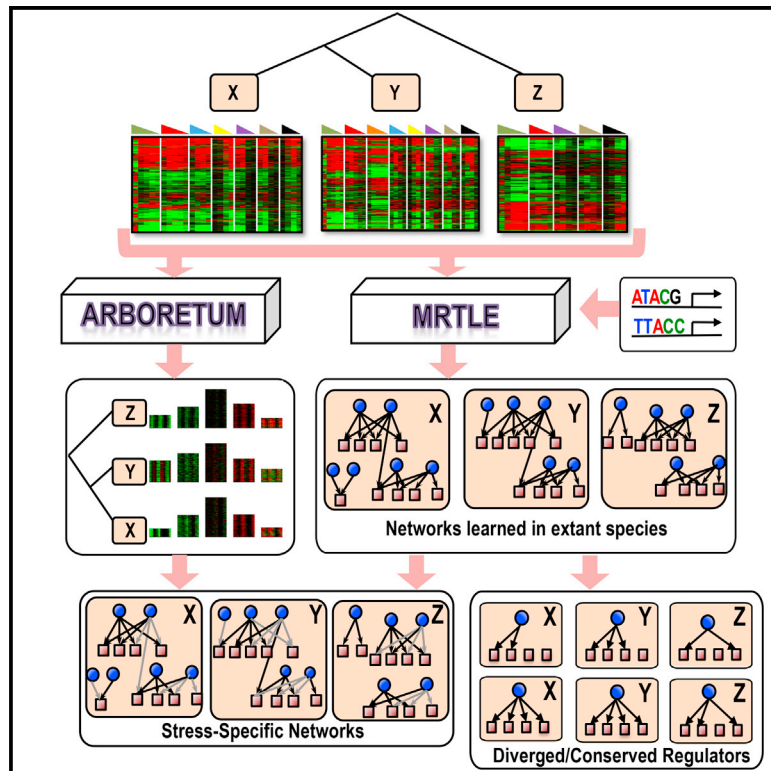 X
Y
Z
ARBORETUM
MRTLE
ATACG
TTACC
Z
Y
X
X
Y
Z
Networks learned in extant species
X
Y
Z
Stress-Specific Networks
X
Y
Z
X
Y
Z
Diverged/Conserved Regulators